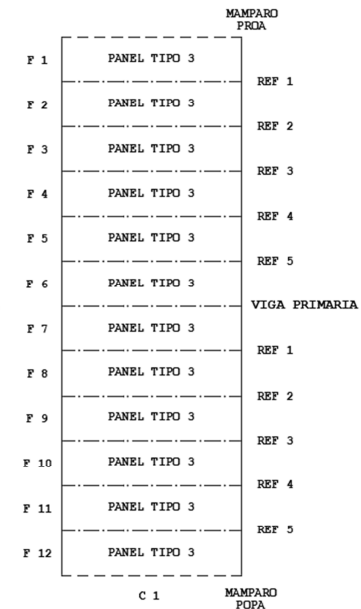 MAMPARO
PROA
F 1 PANEL TIPO 3
REF 1
F 2 PANEL TIPO 3
REF 2
F 3 PANEL TIPO 3
REF 3
F 4 PANEL TIPO 3
REF 4
F 5 PANEL TIPO 3
REF 5
F 6 PANEL TIPO 3
VIGA PRIMARIA
F 7 PANEL TIPO 3
REF 1
F 8 PANEL TIPO 3
REF 2
F 9 PANEL TIPO 3
REF 3
F 10 PANEL TIPO 3
REF 4
F 11 PANEL TIPO 3
REF 5
F 12 PANEL TIPO 3
C 1
MAMPARO
POPA